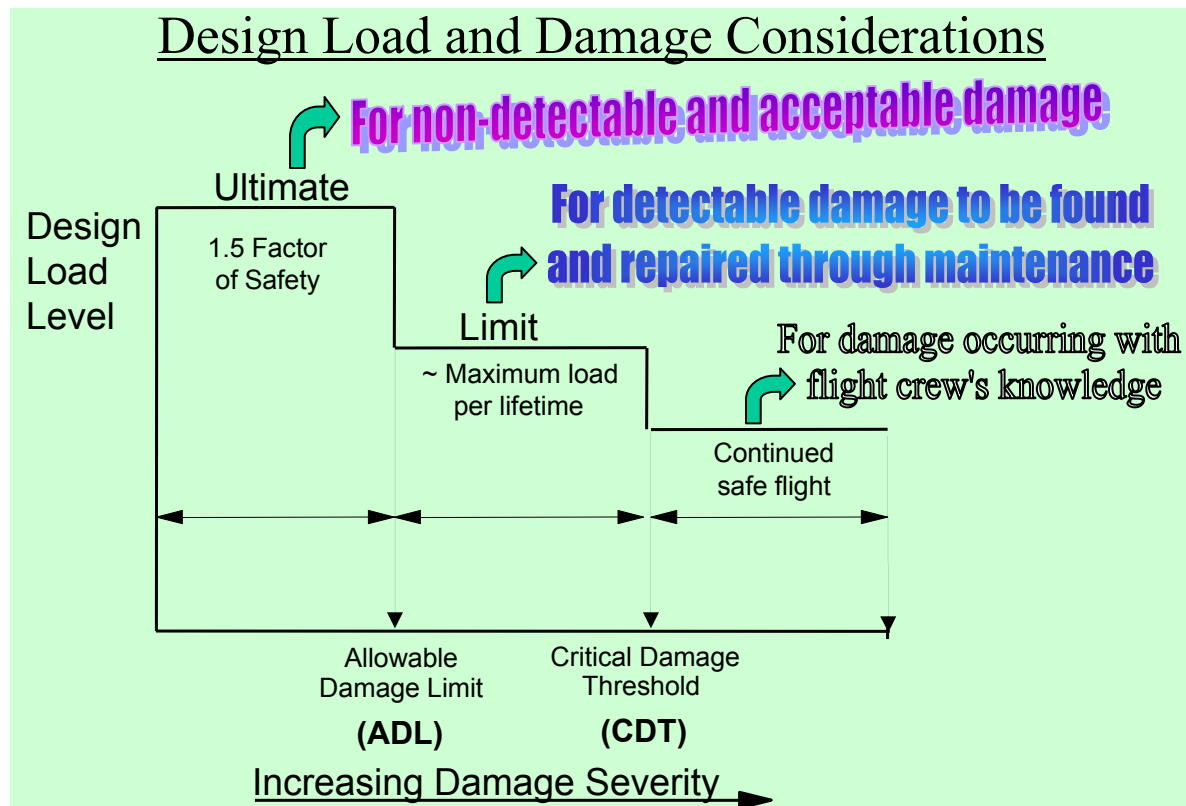 Design Load and Damage Considerations
For non-detectable and acceptable damage
Ultimate
For detectable damage to be found
and repaired through maintenance
Design
Load
Level
1.5 Factor
of Safety
Limit
For damage occurring with
flight crew's knowledge
~ Maximum load
per lifetime
Continued
safe flight
Allowable
Damage Limit
(ADL)
Critical Damage
Threshold
(CDT)
Increasing Damage Severity